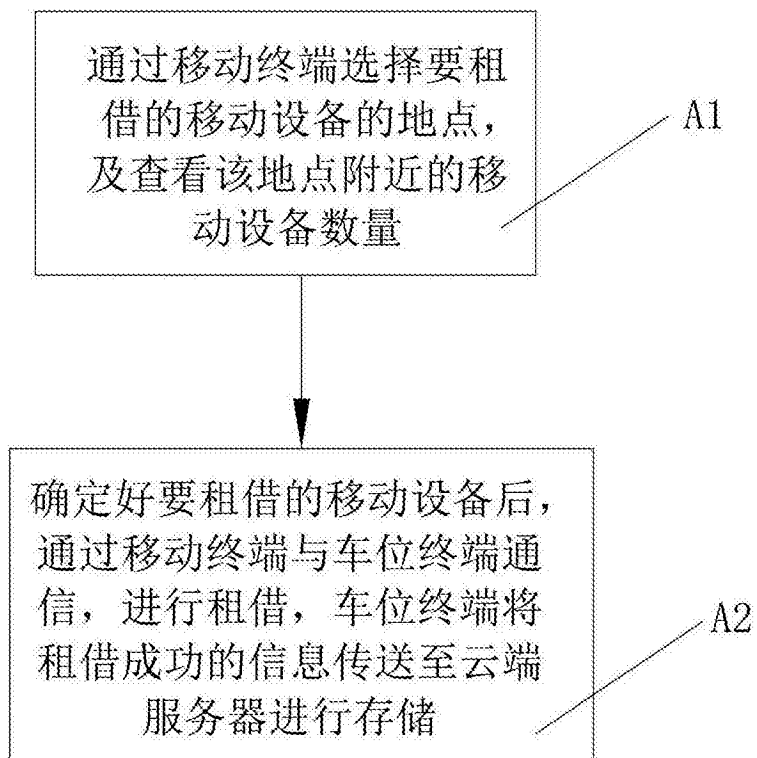 通过移动终端选择要租
借的移动设备的地点，
及查看该地点附近的移
动设备数量
A1
确定好要租借的移动设备后，
通过移动终端与车位终端通
信，进行租借，车位终端将
租借成功的信息传送至云端
服务器进行存储
A2